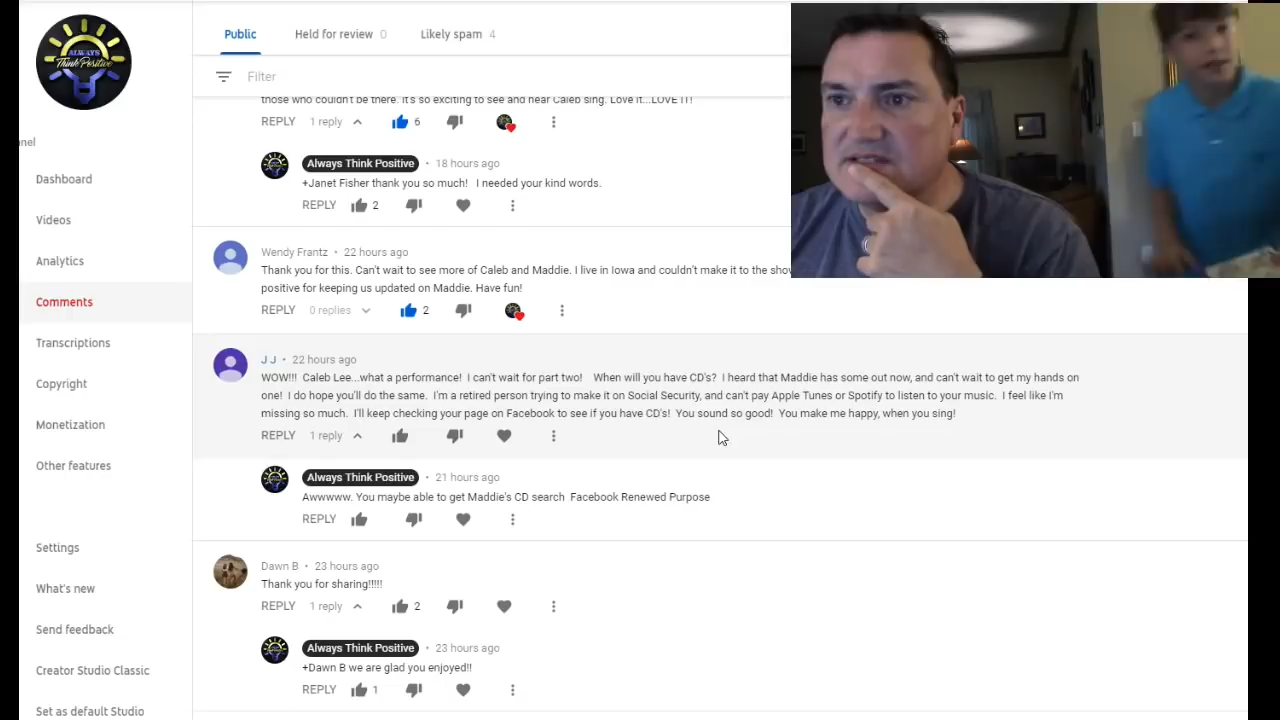 ALWAYS
Think Positive
Public
Held for review 0
Likely spam 4
Filter
nel
Dashboard
Videos
Analytics
Comments
Transcriptions
Copyright
Monetization
Other features
Settings
What's new
Send feedback
Creator Studio Classic
Set as default Studio
those who couldn't be there. It's so exciting to see and hear Caleb sing. Love it...LOVE IT!
REPLY 1 reply 6
Always Think Positive • 18 hours ago
+Janet Fisher thank you so much! I needed your kind words.
REPLY 2
Wendy Frantz • 22 hours ago
Thank you for this. Can't wait to see more of Caleb and Maddie. I live in Iowa and couldn't make it to the show
positive for keeping us updated on Maddie. Have fun!
REPLY 0 replies 2
J J • 22 hours ago
WOW!!! Caleb Lee...what a performance! I can't wait for part two! When will you have CD's? I heard that Maddie has some out now, and can't wait to get my hands on
one! I do hope you'll do the same. I'm a retired person trying to make it on Social Security, and can't pay Apple Tunes or Spotify to listen to your music. I feel like I'm
missing so much. I'll keep checking your page on Facebook to see if you have CD's! You sound so good! You make me happy, when you sing!
REPLY 1 reply
Always Think Positive • 21 hours ago
Awwwww. You maybe able to get Maddie's CD search Facebook Renewed Purpose
REPLY
Dawn B • 23 hours ago
Thank you for sharing!!!!!
REPLY 1 reply 2
Always Think Positive • 23 hours ago
+Dawn B we are glad you enjoyed!!
REPLY 1